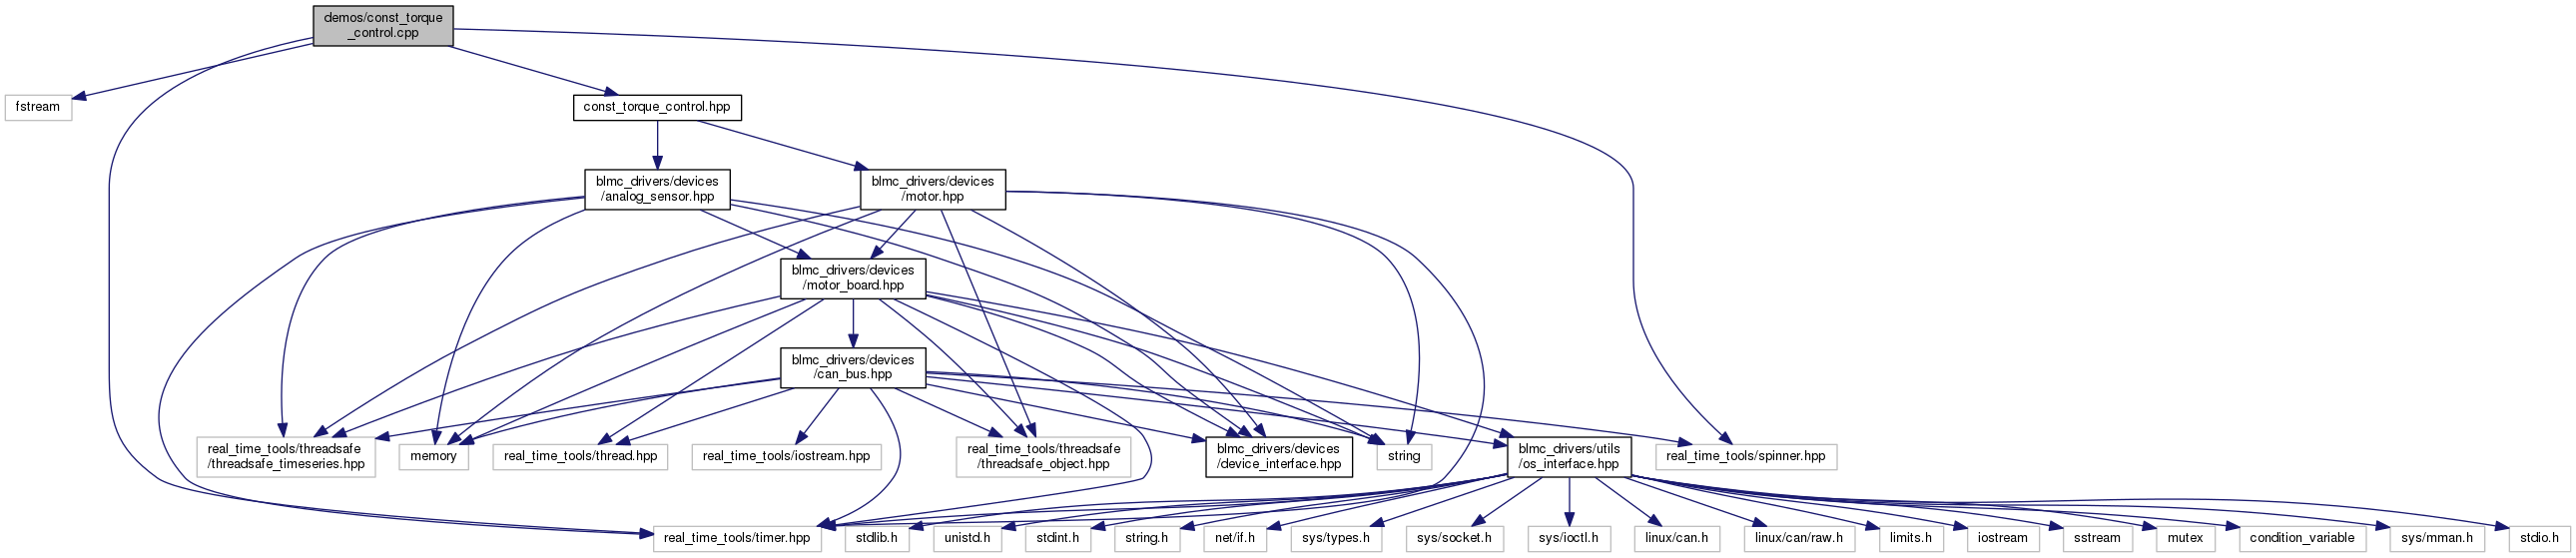 demos/const_torque
_control.cpp
fstream
const_torque_control.hpp
blmc_drivers/devices
/analog_sensor.hpp
blmc_drivers/devices
/motor.hpp
blmc_drivers/devices
/motor_board.hpp
blmc_drivers/devices
/can_bus.hpp
real_time_tools/threadsafe
/threadsafe_timeseries.hpp
memory
real_time_tools/thread.hpp
real_time_tools/iostream.hpp
real_time_tools/threadsafe
/threadsafe_object.hpp
blmc_drivers/devices
/device_interface.hpp
string
blmc_drivers/utils
/os_interface.hpp
real_time_tools/spinner.hpp
real_time_tools/timer.hpp
stdlib.h
unistd.h
stdint.h
string.h
net/if.h
sys/types.h
sys/socket.h
sys/ioctl.h
linux/can.h
linux/can/raw.h
limits.h
iostream
sstream
mutex
condition_variable
sys/mman.h
stdio.h